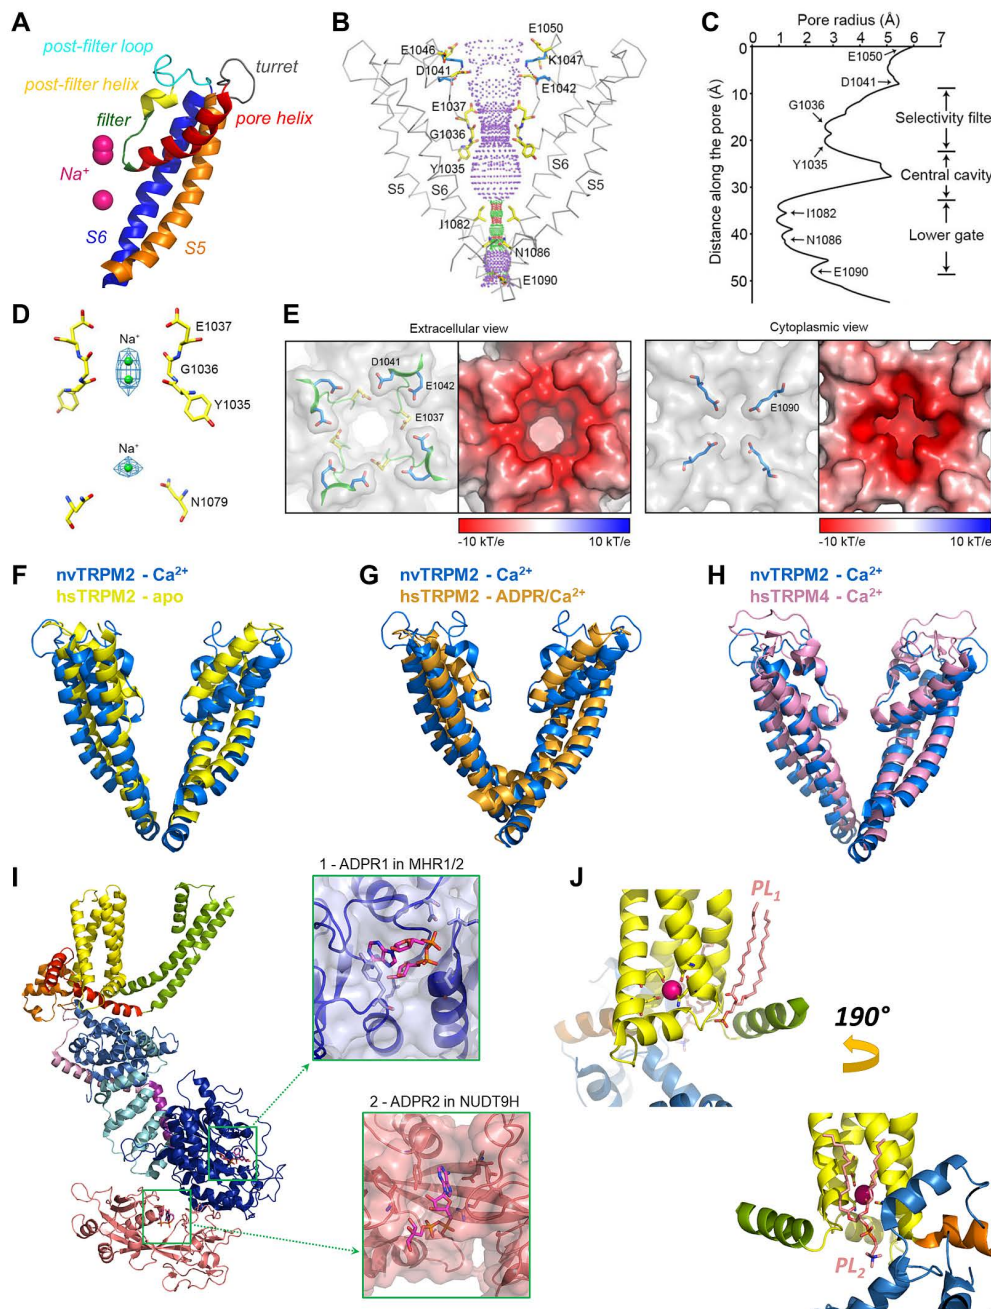 A
post-filter loop
post-filter helix
turret
filter
pore helix
Na⁺
S6
S5
B
E1050
E1046
K1047
D1041
E1042
E1037
G1036
Y1035
S6
S6
S5
S5
I1082
N1086
E1090
C
Pore radius (Å)
0 1 2 3 4 5 6 7
Distance along the pore (Å)
0
10
20
30
40
50
E1050
D1041
G1036
Selectivity filter
Y1035
Central cavity
I1082
Lower gate
N1086
E1090
D
Na⁺
E1037
G1036
Y1035
Na⁺
N1079
E
Extracellular view
Cytoplasmic view
D1041
E1042
E1037
E1090
-10 kT/e 10 kT/e
-10 kT/e 10 kT/e
F
nvTRPM2 - Ca²⁺
hsTRPM2 - apo
G
nvTRPM2 - Ca²⁺
hsTRPM2 - ADPR/Ca²⁺
H
nvTRPM2 - Ca²⁺
hsTRPM4 - Ca²⁺
I
1 - ADPR1 in MHR1/2
2 - ADPR2 in NUDT9H
J
PL₁
190°
PL₂